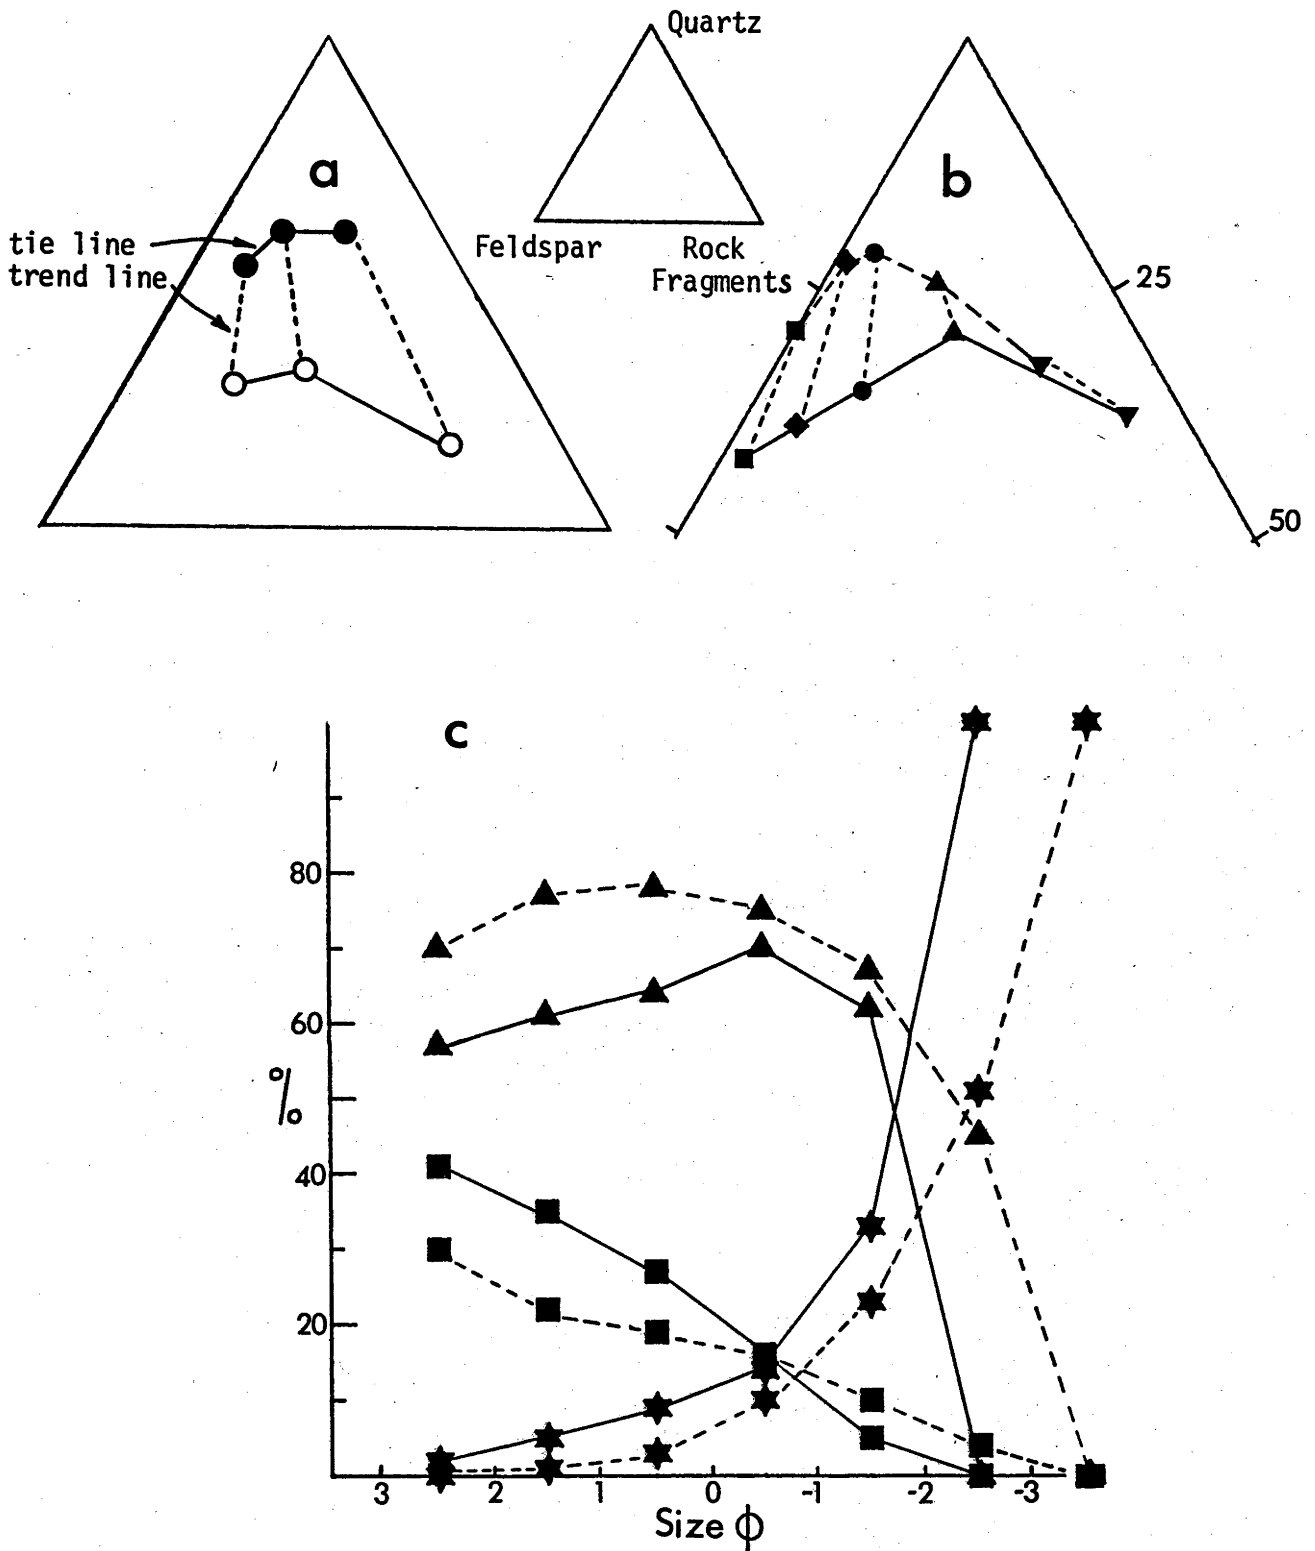 Quartz
a
b
tie line
trend line
Feldspar
Rock
Fragments
25
50
c
80
60
%
40
20
3 2 1 0 -1 -2 -3
Size ϕ